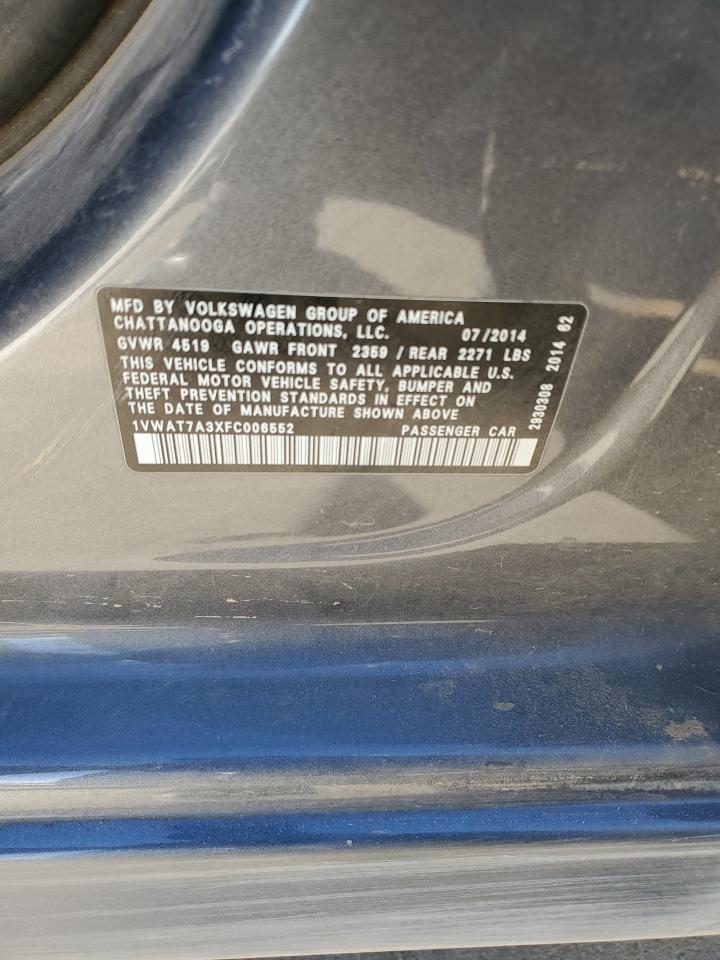 MFD BY VOLKSWAGEN GROUP OF AMERICA
CHATTANOOGA OPERATIONS, LLC. 07/2014
GVWR 4519 GAWR FRONT 2359 / REAR 2271 LBS
THIS VEHICLE CONFORMS TO ALL APPLICABLE U.S.
FEDERAL MOTOR VEHICLE SAFETY, BUMPER AND
THEFT PREVENTION STANDARDS IN EFFECT ON
THE DATE OF MANUFACTURE SHOWN ABOVE
1VWAT7A3XFC006552 PASSENGER CAR
2930308 2014 02